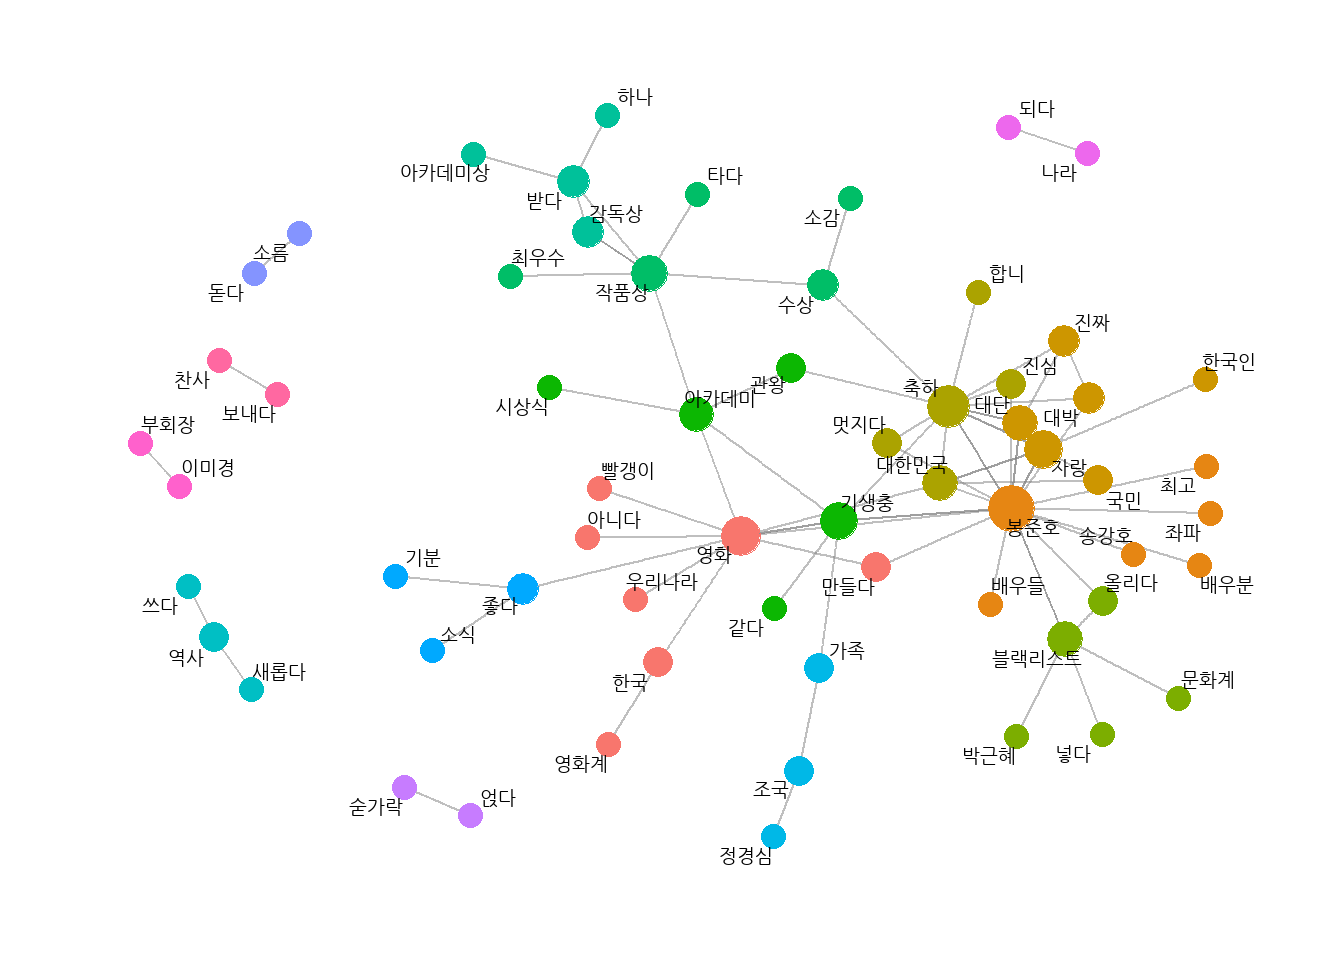 하나
되다
아카데미상
나라
타다
받다
감독상
소감
소름
최우수
돋다
작품상
수상
합니
진짜
진심
한국인
찬사
관왕
축하
대단
대박
보내다
시상식
아카데미
멋지다
부회장
이미경
빨갱이
대한민국
자랑
최고
국민
기생충
아니다
영화
봉준호
송강호
좌파
기분
우리나라
만들다
배우들
올리다
배우분
쓰다
좋다
같다
소식
역사
새롭다
가족
블랙리스트
한국
문화계
영화계
박근혜
넣다
조국
숟가락
얹다
정경심